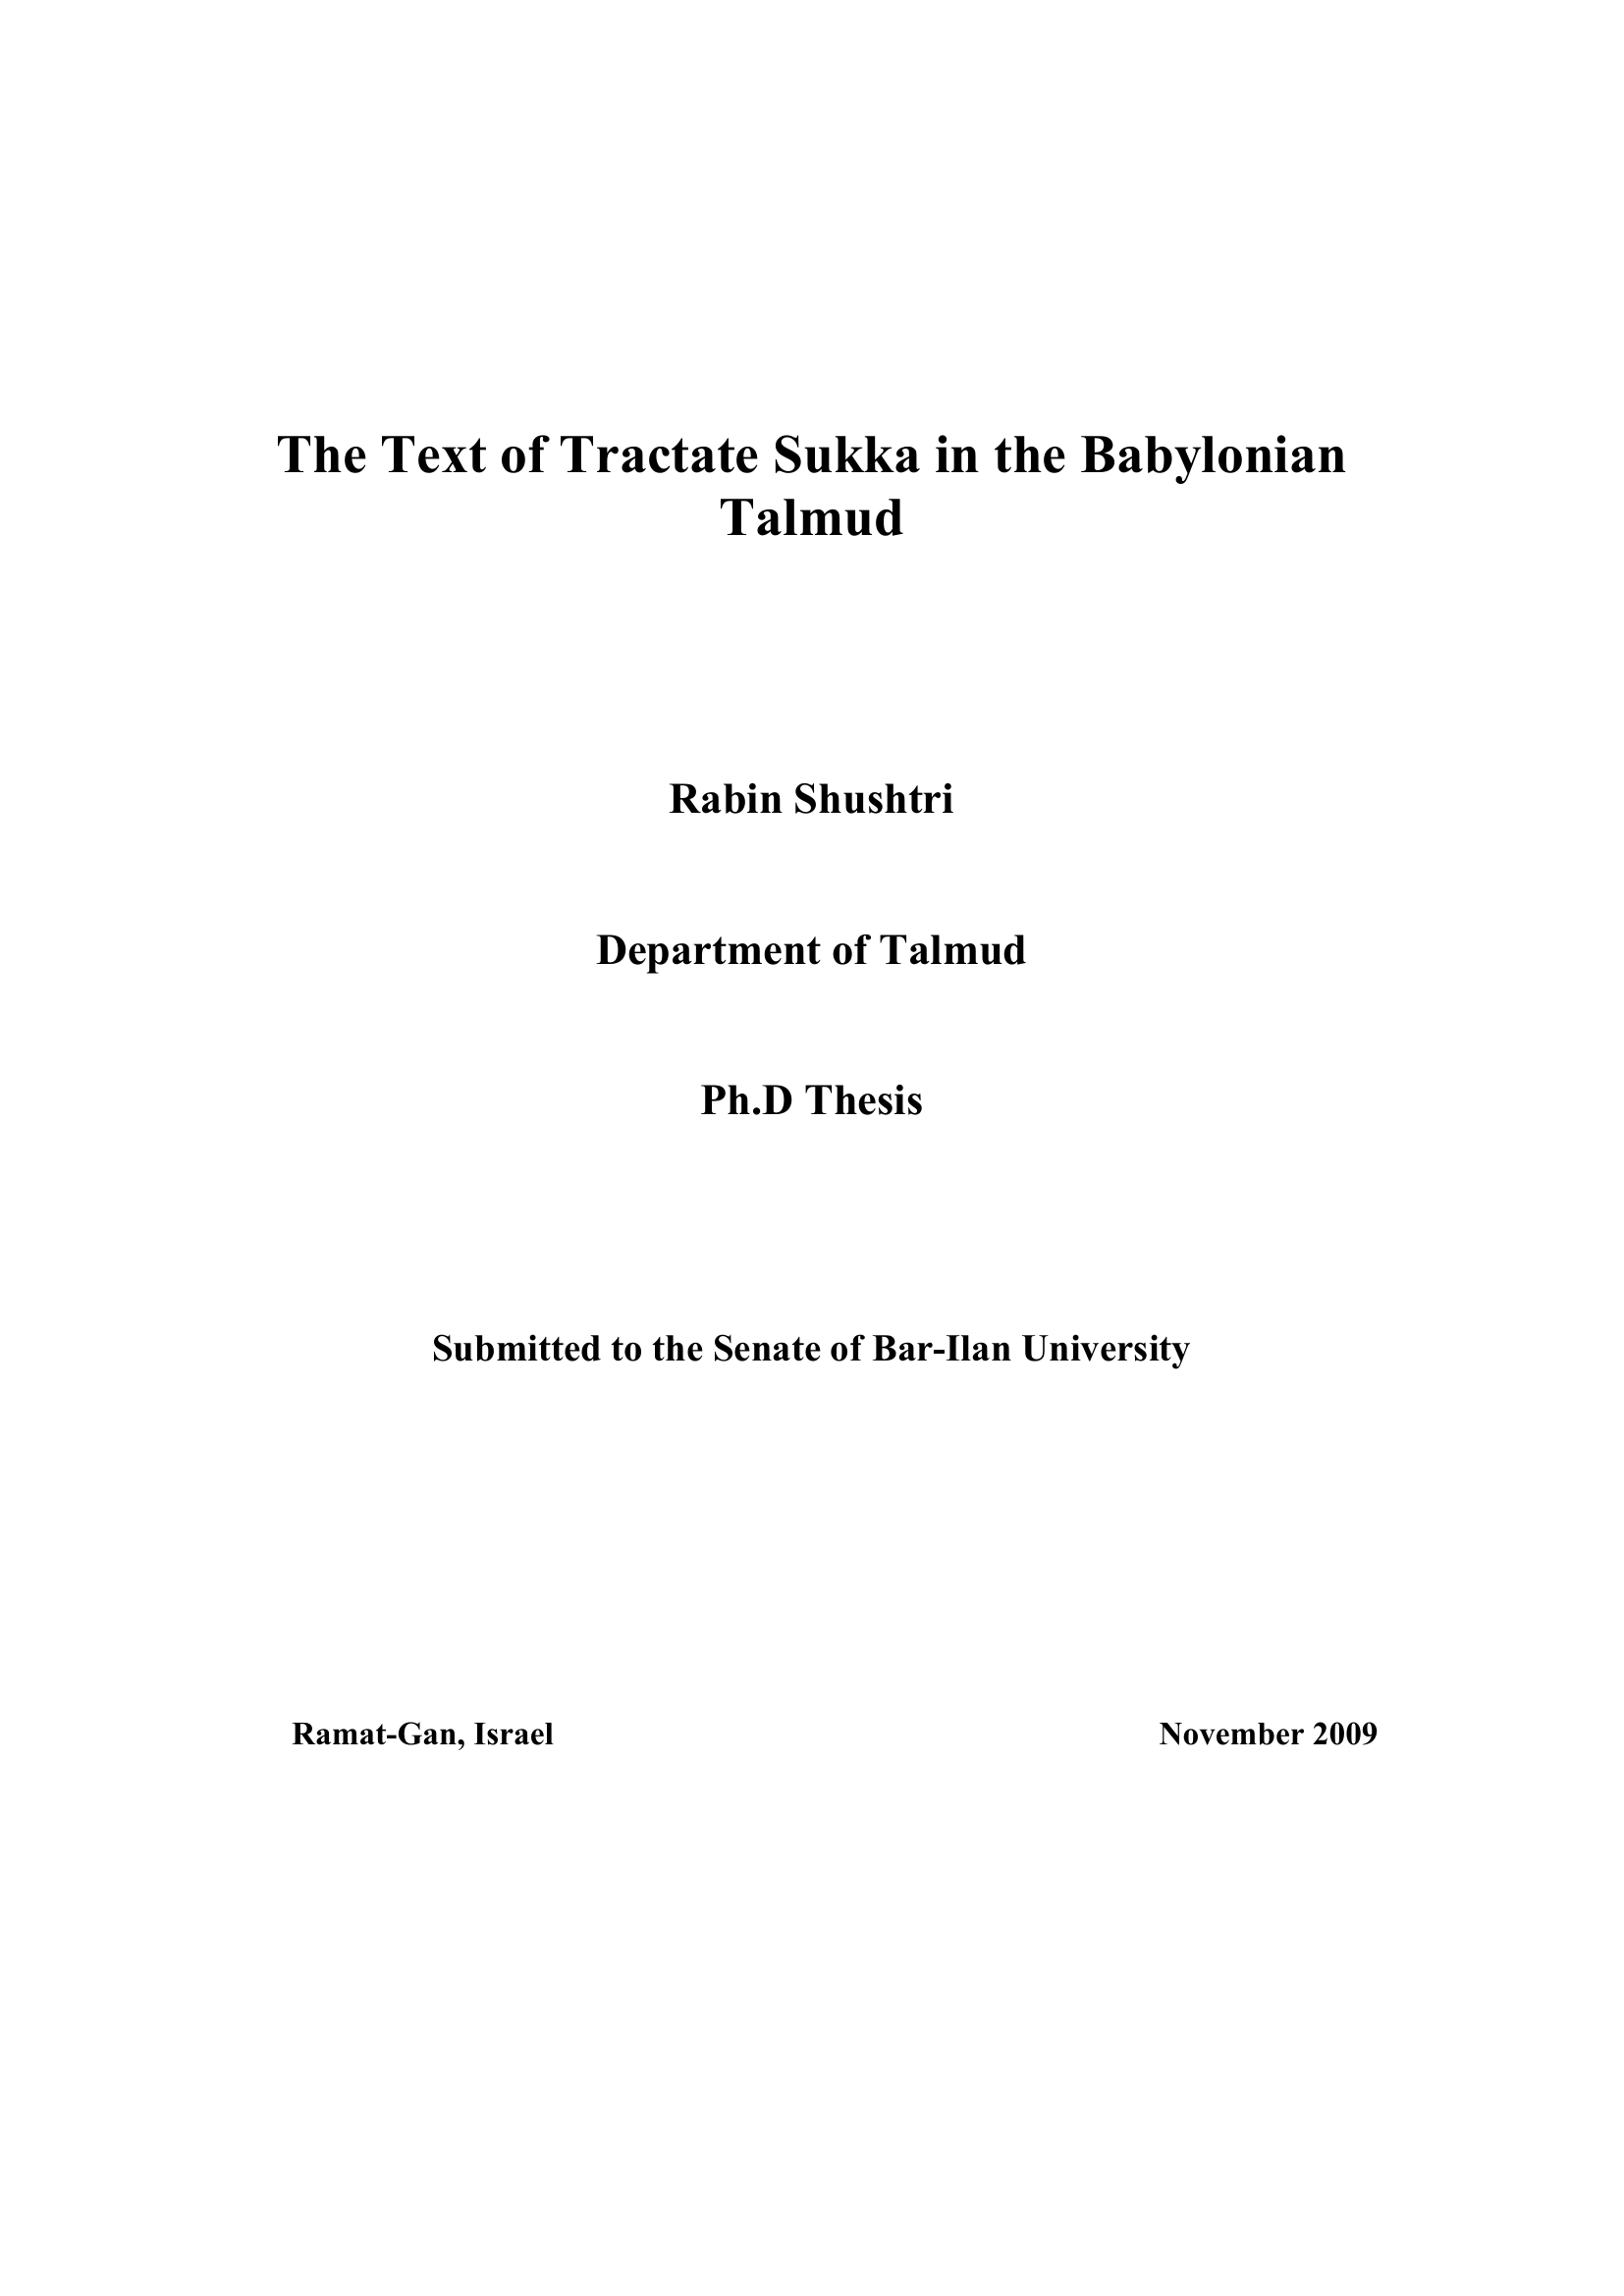 The Text of Tractate Sukka in the Babylonian
Talmud
Rabin Shushtri
Department of Talmud
Ph.D Thesis
Submitted to the Senate of Bar-Ilan University
Ramat-Gan, Israel November 2009